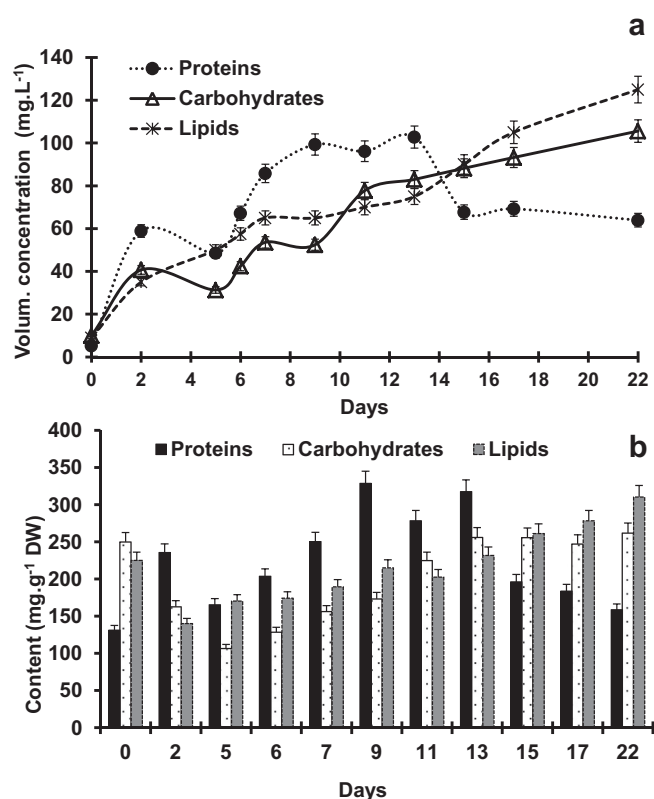 a
140
120
100
80
60
40
20
0
Volum. concentration (mg.L-1)
Proteins
Carbohydrates
Lipids
0 2 4 6 8 10 12 14 16 18 20 22
Days
b
400
350
300
250
200
150
100
50
0
Content (mg.g-1 DW)
Proteins Carbohydrates Lipids
0 2 5 6 7 9 11 13 15 17 22
Days